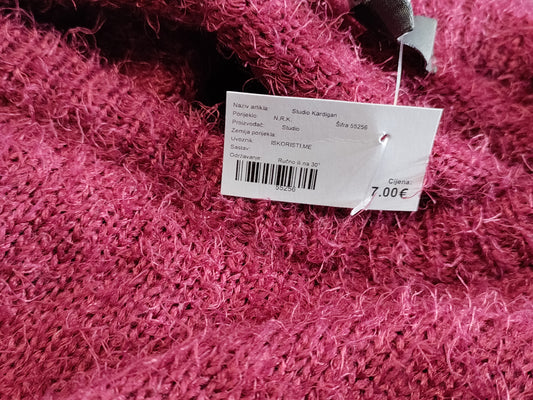 Naziv artikla: Studio Kardigan
Porijeklo: N.R.K. Šifra 55256
Proizvođač: Studio
Zemlja porijekla:
Uvoznik: ISKORISTI.ME
Sastav:
Održavanje: Ručno ili na 30°
55256
Cijena:
7.00€